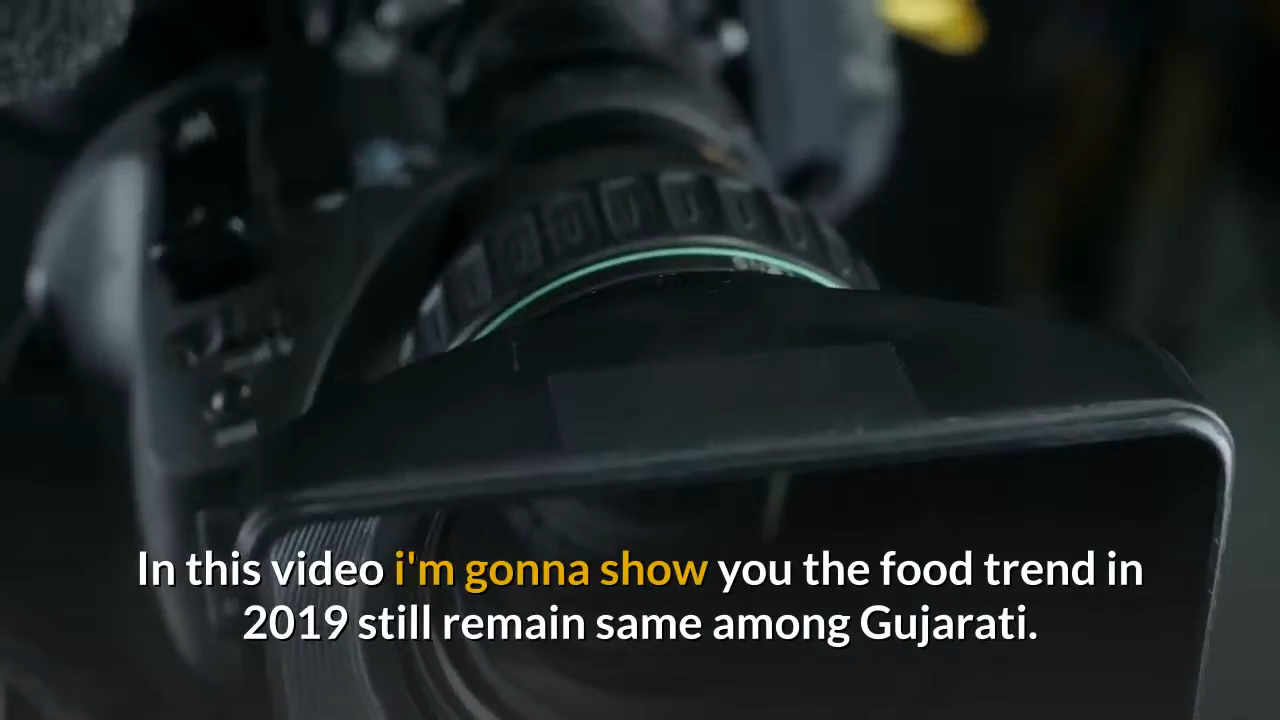 In this video i'm gonna show you the food trend in
2019 still remain same among Gujarati.